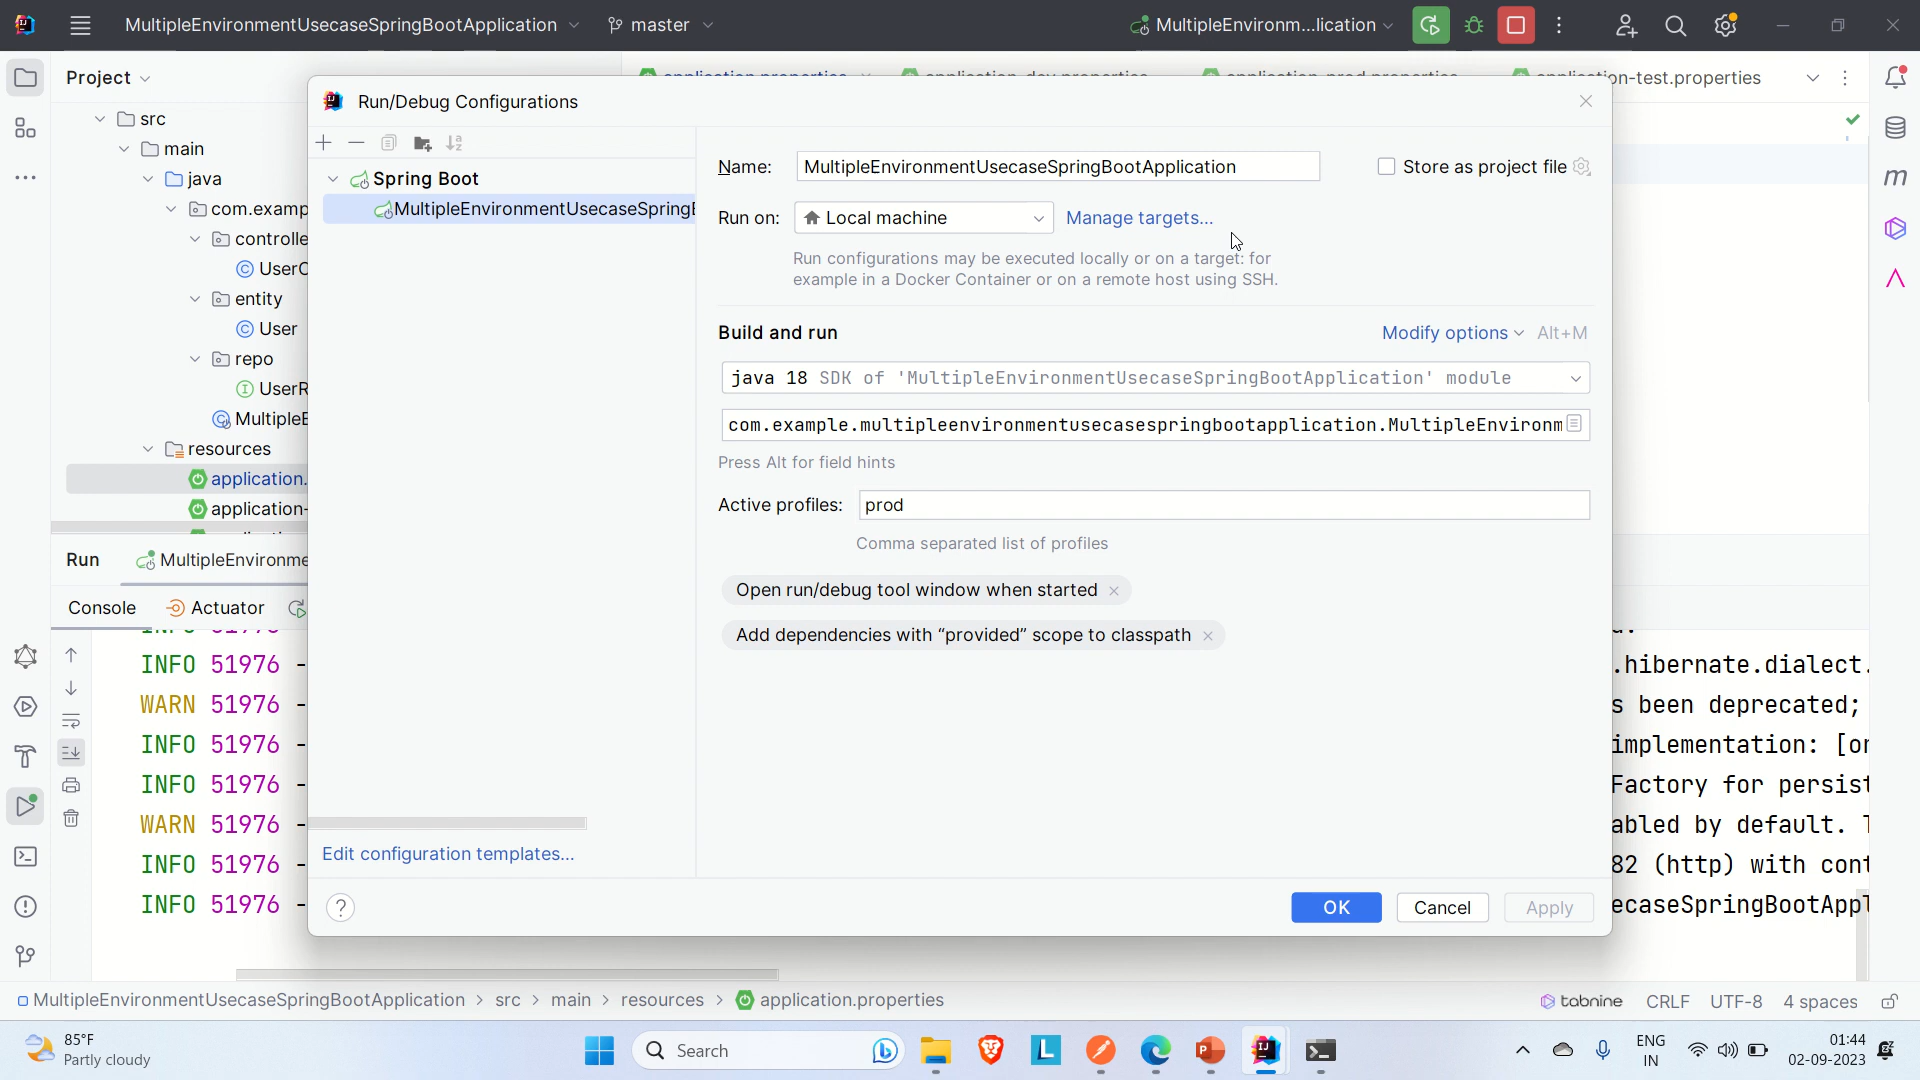 MultipleEnvironmentUsecaseSpringBootApplication
master
MultipleEnvironm...lication
Project
application-test.properties
src
main
java
com.examp
controlle
UserC
entity
User
repo
UserR
MultipleE
resources
application.
application-
Run/Debug Configurations
Spring Boot
MultipleEnvironmentUsecaseSpringB
Edit configuration templates...
Name: MultipleEnvironmentUsecaseSpringBootApplication
Store as project file
Run on: Local machine
Manage targets...
Run configurations may be executed locally or on a target: for
example in a Docker Container or on a remote host using SSH.
Build and run
Modify options Alt+M
java 18 SDK of 'MultipleEnvironmentUsecaseSpringBootApplication' module
com.example.multipleenvironmentusecasespringbootapplication.MultipleEnvironm
Press Alt for field hints
Active profiles: prod
Comma separated list of profiles
Open run/debug tool window when started
Add dependencies with “provided” scope to classpath
?
OK
Cancel
Apply
Run
MultipleEnvironme
Console
Actuator
INFO 51976 - .hibernate.dialect.
WARN 51976 - s been deprecated;
INFO 51976 - implementation: [or
INFO 51976 - Factory for persist
WARN 51976 - abled by default. T
INFO 51976 - 82 (http) with cont
INFO 51976 - ecaseSpringBootAppl
MultipleEnvironmentUsecaseSpringBootApplication > src > main > resources > application.properties
tabnine
CRLF
UTF-8
4 spaces
85°F
Partly cloudy
Search
ENG
IN
01:44
02-09-2023